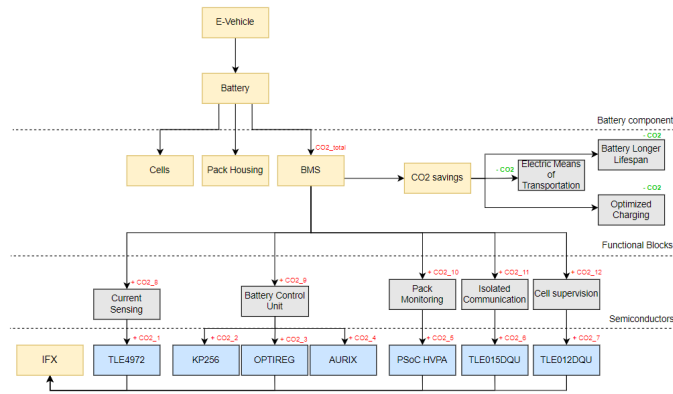 E-Vehicle
Battery
Battery component
- CO2
CO2_total
Cells
Pack Housing
BMS
CO2 savings
- CO2
Electric Means
of
Transportation
Battery Longer
Lifespan
- CO2
Optimized
Charging
Functional Blocks
+ CO2_8
Current
Sensing
+ CO2_9
Battery Control
Unit
+ CO2_10
Pack
Monitoring
+ CO2_11
Isolated
Communication
+ CO2_12
Cell supervision
Semiconductors
+ CO2_1
+ CO2_2
+ CO2_3
+ CO2_4
+ CO2_5
+ CO2_6
+ CO2_7
IFX
TLE4972
KP256
OPTIREG
AURIX
PSoC HVPA
TLE015DQU
TLE012DQU